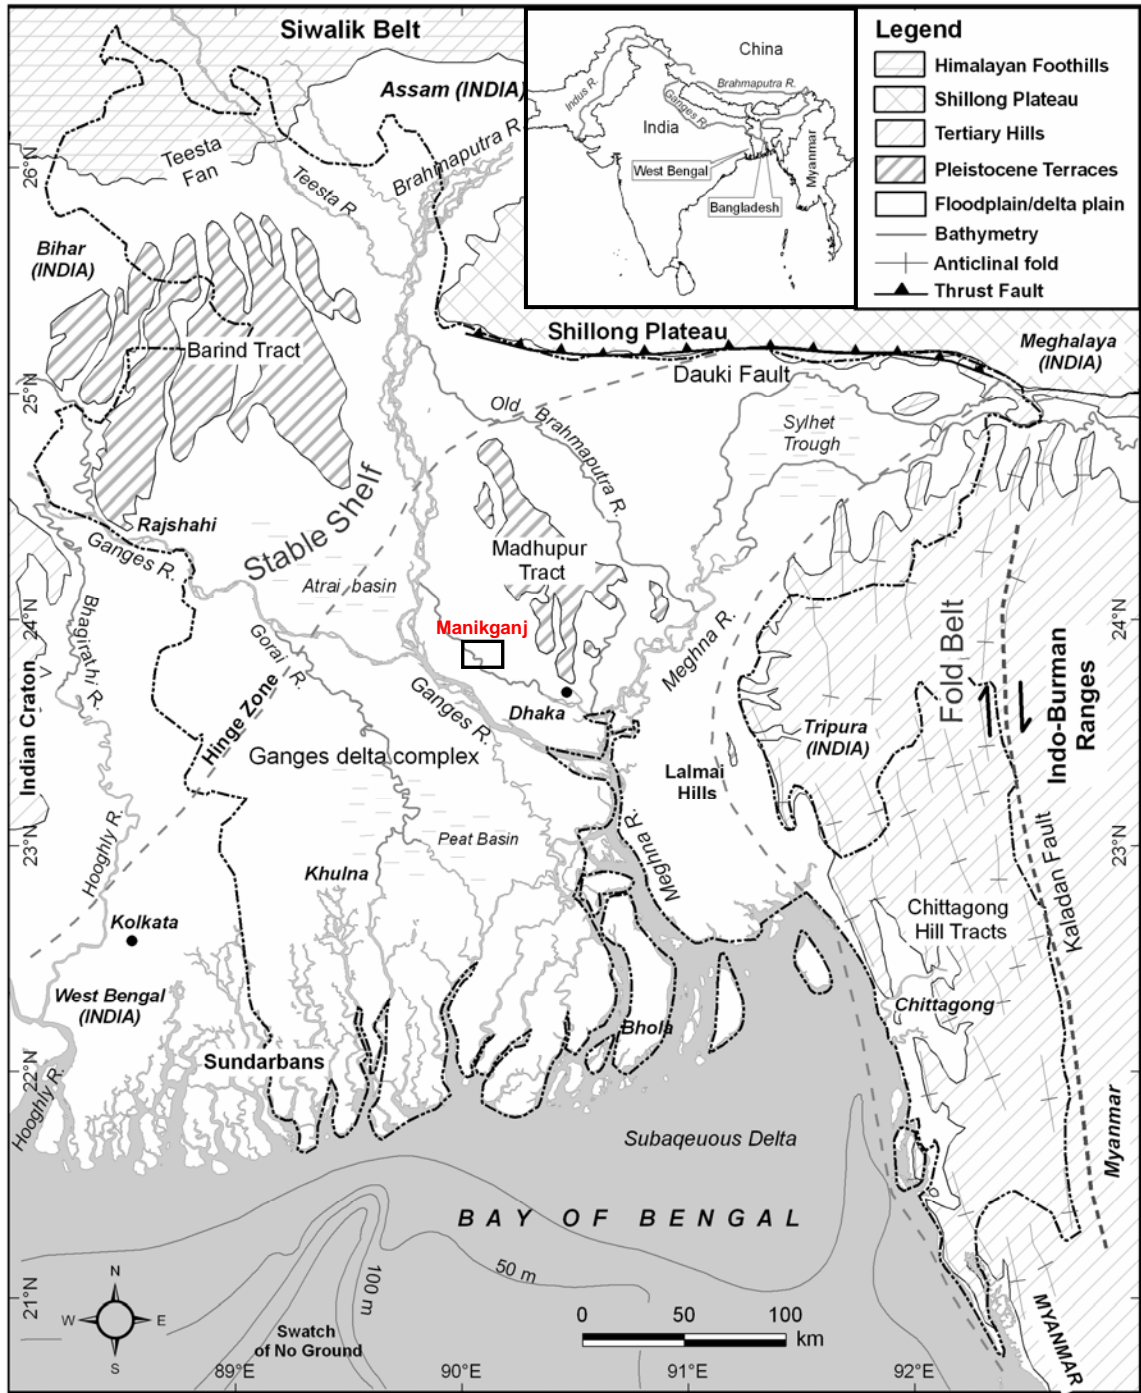 Siwalik Belt
Assam (INDIA)
Teesta
Fan
Teesta R.
Brahmaputra R.
26°N
Bihar
(INDIA)
Barind Tract
25°N
China
Brahmaputra R.
Indus R.
Ganges R.
India
West Bengal
Bangladesh
Myanmar
Legend
Himalayan Foothills
Shillong Plateau
Tertiary Hills
Pleistocene Terraces
Floodplain/delta plain
Bathymetry
Anticlinal fold
Thrust Fault
Shillong Plateau
Dauki Fault
Meghalaya
(INDIA)
Old
Brahmaputra R.
Sylhet
Trough
Stable Shelf
Rajshahi
Ganges R.
Atrai basin
Madhupur
Tract
24°N
Manikganj
Bhagirathi R.
Gorai R.
Ganges R.
Dhaka
Meghna R.
24°N
Fold Belt
Indo-Burman
Ranges
Indian Craton
Hinge Zone
Ganges delta complex
Tripura
(INDIA)
Lalmai
Hills
23°N
Hooghly R.
Peat Basin
Meghna R.
23°N
Khulna
Kolkata
Chittagong
Hill Tracts
Kaladan Fault
West Bengal
(INDIA)
Chittagong
Bhola
Sundarbans
22°N
Hooghly R.
22°N
Subaqeuous Delta
Myanmar
BAY OF BENGAL
50 m
100 m
21°N
N
W
E
S
Swatch
of No Ground
0 50 100
km
21°N
MYANMAR
89°E
90°E
91°E
92°E